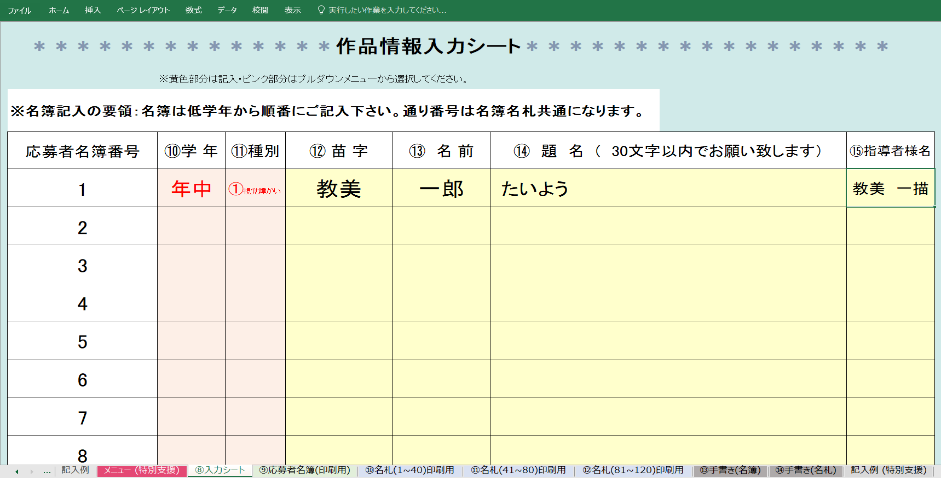 ファイル ホーム 挿入 ページレイアウト 数式 データ 校閲 表示 実行したい作業を入力してください...
＊＊＊＊＊＊＊＊＊＊＊＊＊＊作品情報入力シート＊＊＊＊＊＊＊＊＊＊＊＊＊＊＊＊＊
※黄色部分は記入・ピンク部分はプルダウンメニューから選択してください。
※名簿記入の要領：名簿は低学年から順番にご記入下さい。通り番号は名簿名札共通になります。
応募者名簿番号 ⑩学年 ⑪種別 ⑫苗字 ⑬名前 ⑭題名（30文字以内でお願い致します） ⑮指導者様名
1 年中 ① 教美 一郎 たいよう 教美 一描
2
3
4
5
6
7
8
... 記入例 メニュー（特別支援） ⑧入力シート ⑨応募者名簿(印刷用) ⑩名札(1~40)印刷用 ⑪名札(41~80)印刷用 ⑫名札(81~120)印刷用 ⑬手書き(名簿) ⑭手書き(名札) 記入例（特別支援）